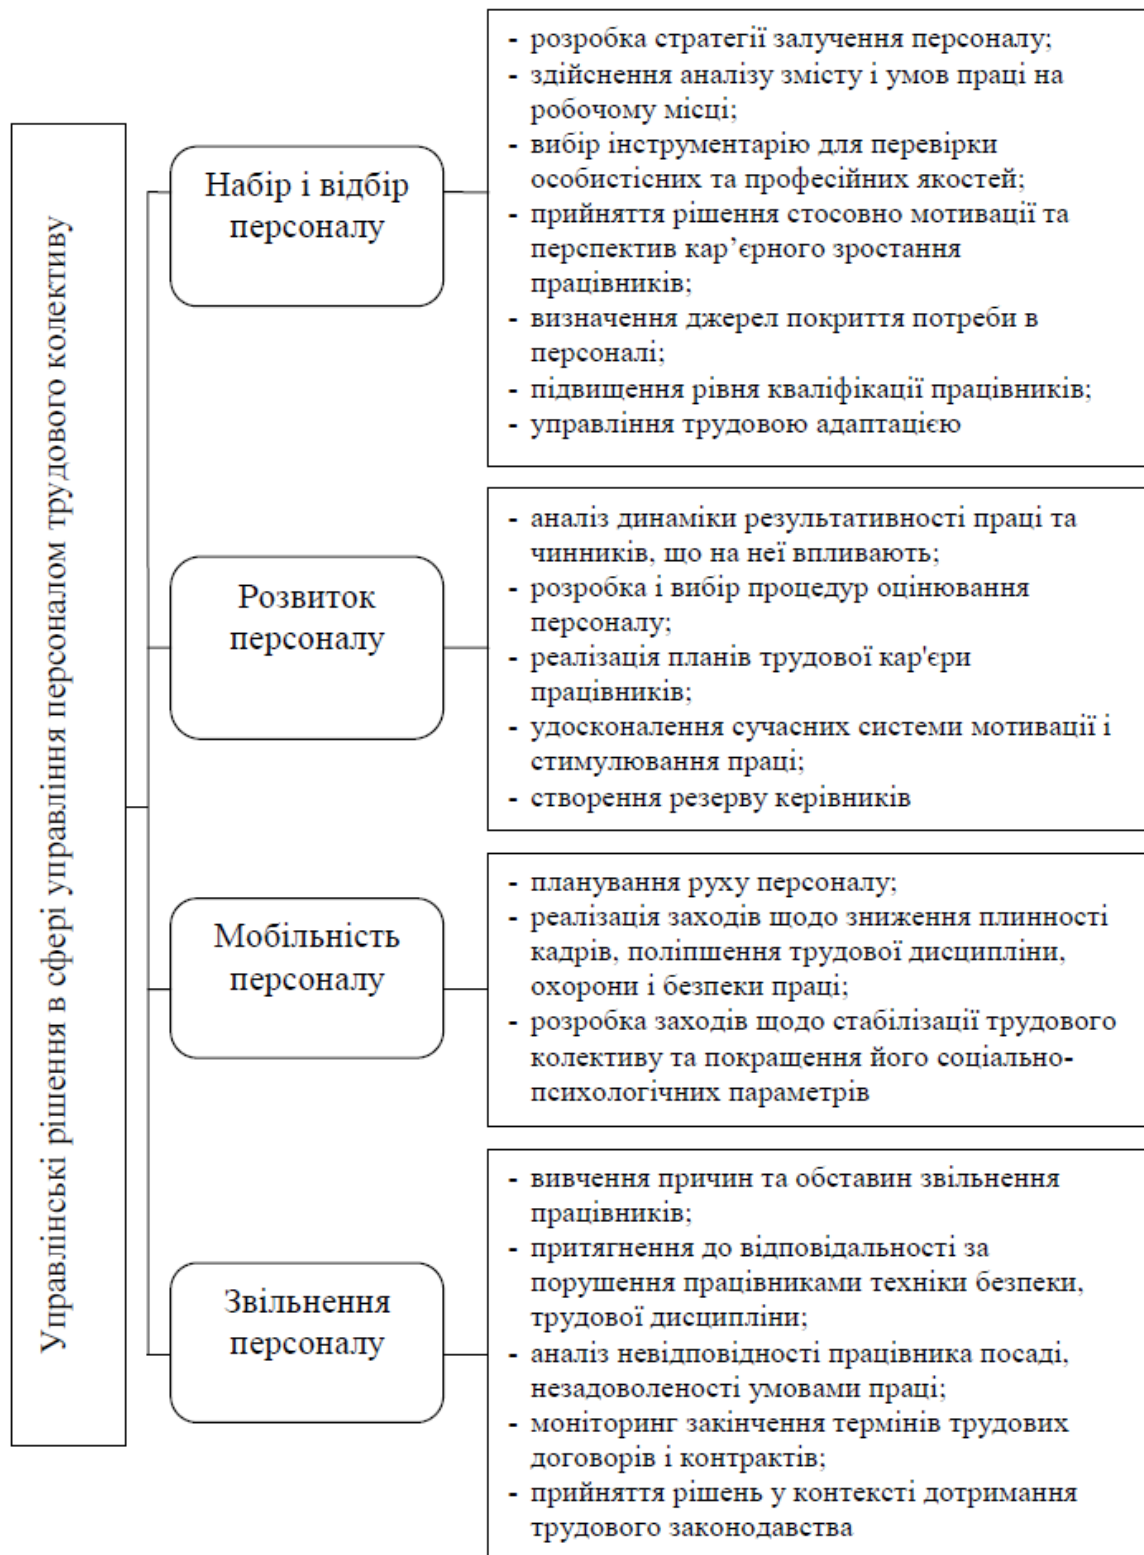 Управлінські рішення в сфері управління персоналом трудового колективу
Набір і відбір
персоналу
- розробка стратегії залучення персоналу;
- здійснення аналізу змісту і умов праці на
робочому місці;
- вибір інструментарію для перевірки
особистісних та професійних якостей;
- прийняття рішення стосовно мотивації та
перспектив кар’єрного зростання
працівників;
- визначення джерел покриття потреби в
персоналі;
- підвищення рівня кваліфікації працівників;
- управління трудовою адаптацією
Розвиток
персоналу
- аналіз динаміки результативності праці та
чинників, що на неї впливають;
- розробка і вибір процедур оцінювання
персоналу;
- реалізація планів трудової кар'єри
працівників;
- удосконалення сучасних системи мотивації і
стимулювання праці;
- створення резерву керівників
Мобільність
персоналу
- планування руху персоналу;
- реалізація заходів щодо зниження плинності
кадрів, поліпшення трудової дисципліни,
охорони і безпеки праці;
- розробка заходів щодо стабілізації трудового
колективу та покращення його соціально-
психологічних параметрів
Звільнення
персоналу
- вивчення причин та обставин звільнення
працівників;
- притягнення до відповідальності за
порушення працівниками техніки безпеки,
трудової дисципліни;
- аналіз невідповідності працівника посаді,
незадоволеності умовами праці;
- моніторинг закінчення термінів трудових
договорів і контрактів;
- прийняття рішень у контексті дотримання
трудового законодавства